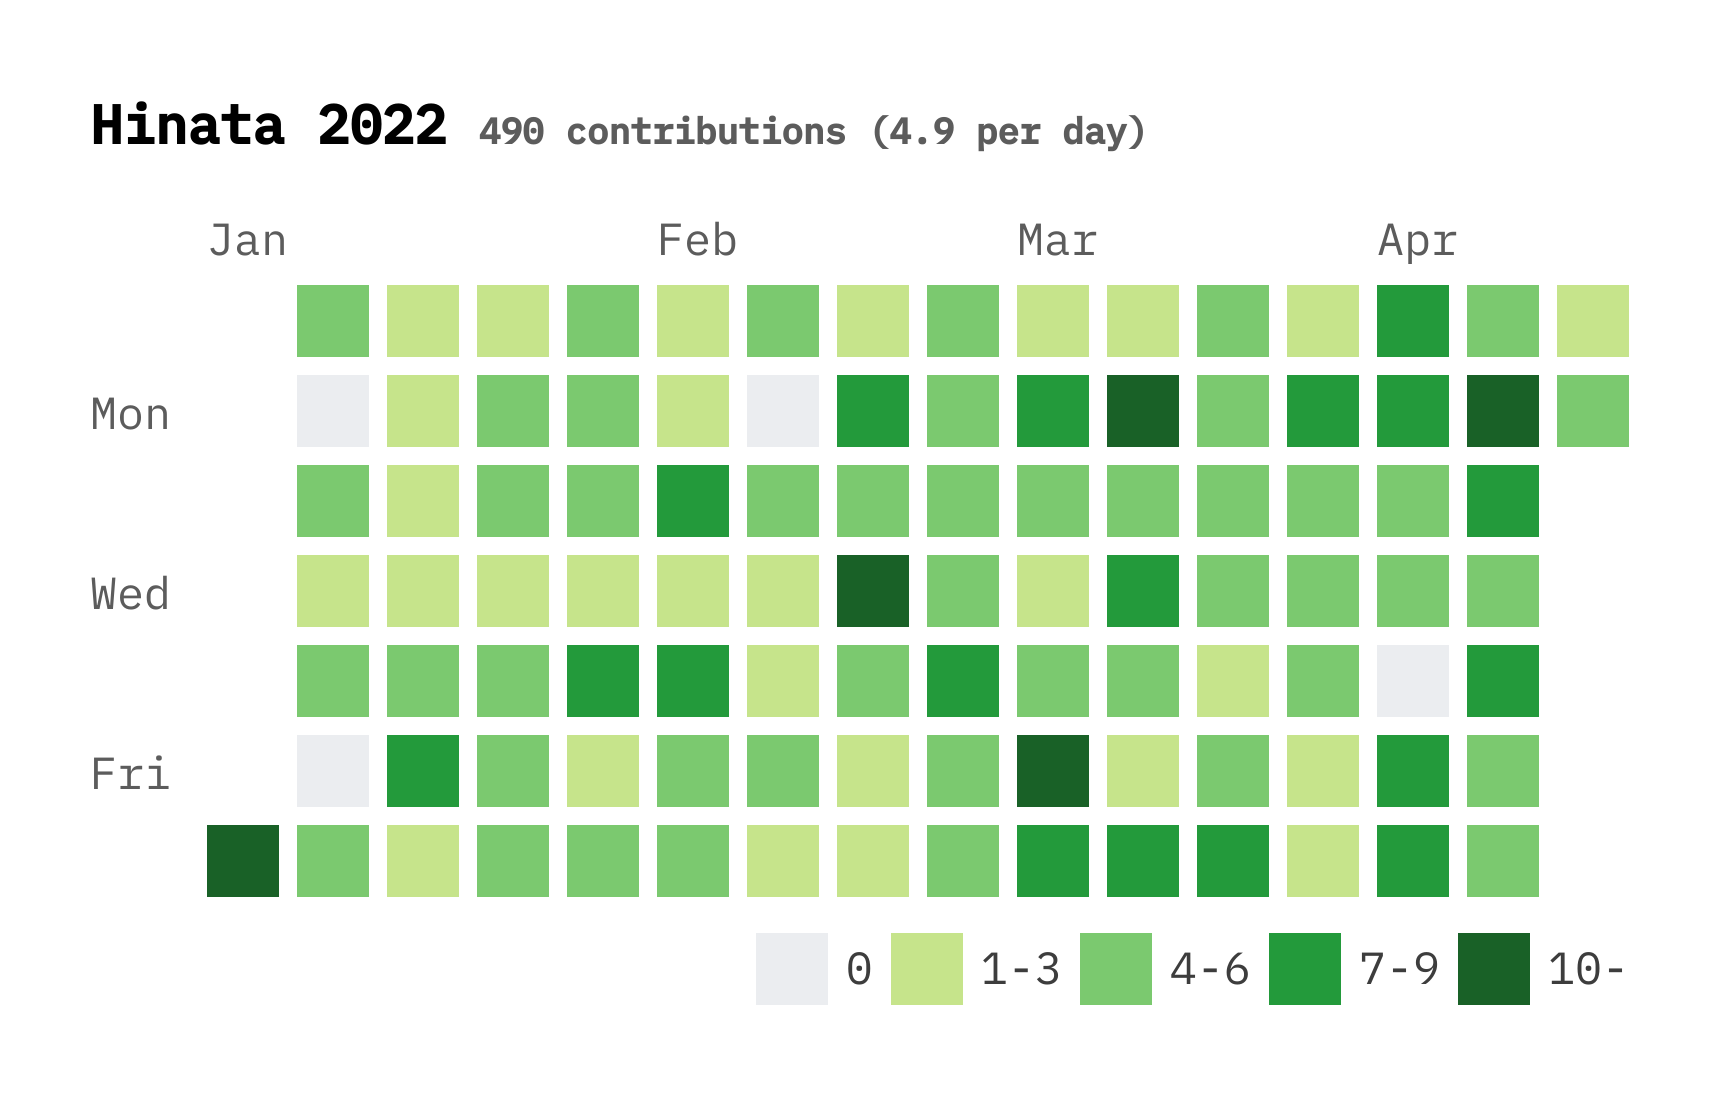 Hinata 2022 490 contributions (4.9 per day)
Jan Feb Mar Apr
Mon
Wed
Fri
0 1-3 4-6 7-9 10-